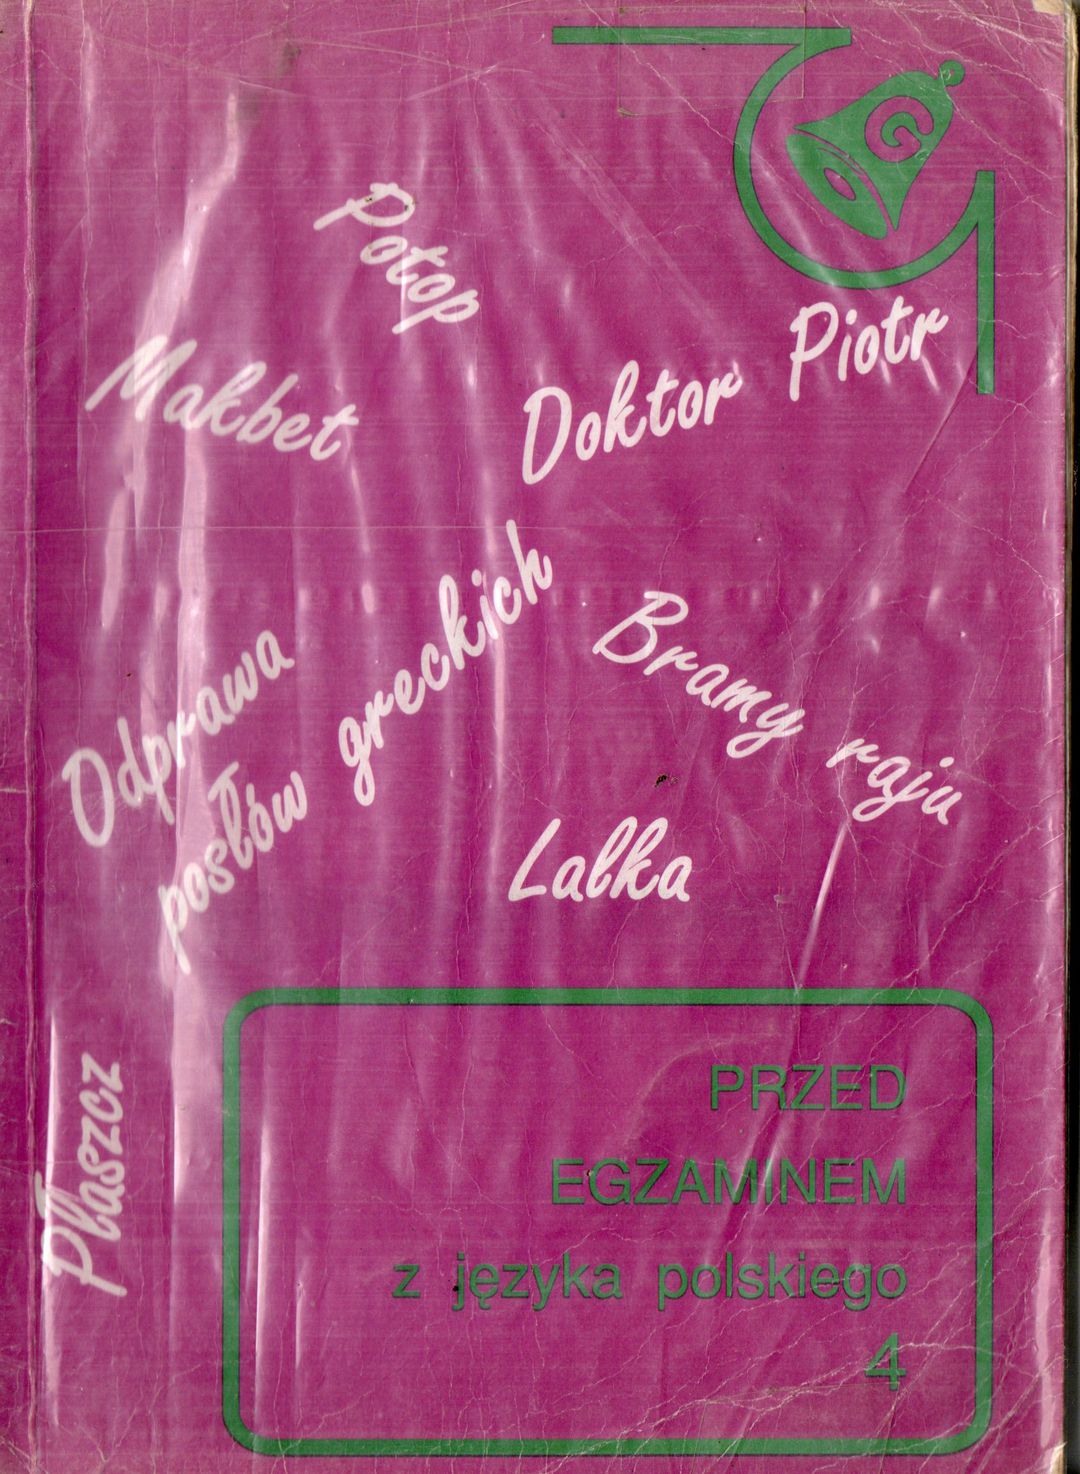 G
Potop
Makbet
Doktor Piotr
Odprawa
posłów greckich
Bramy raju
Lalka
Płaszcz
PRZED
EGZAMINEM
z języka polskiego
4